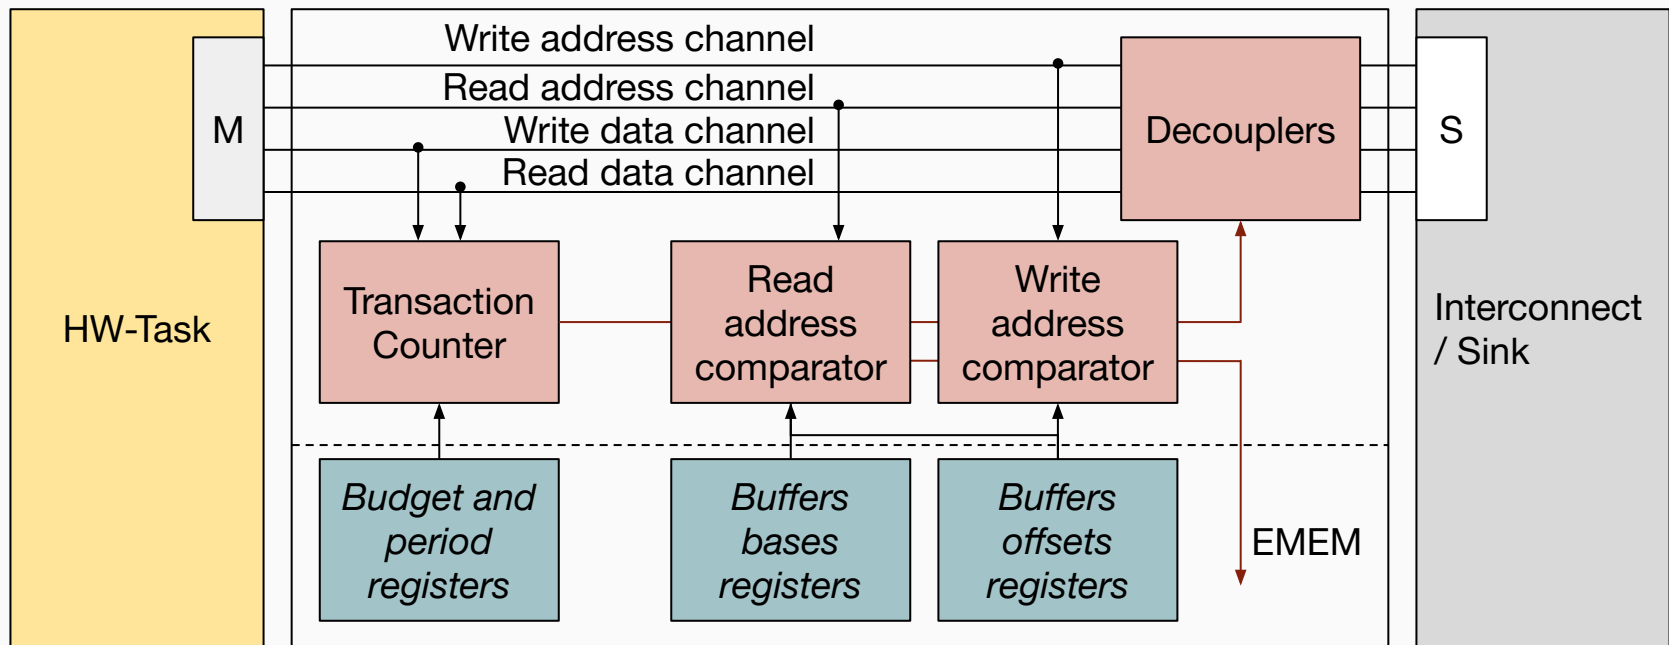 Write address channel
Read address channel
Write data channel
Read data channel
M
Decouplers
S
HW-Task
Transaction
Counter
Read
address
comparator
Write
address
comparator
Interconnect
/ Sink
Budget and
period
registers
Buffers
bases
registers
Buffers
offsets
registers
EMEM